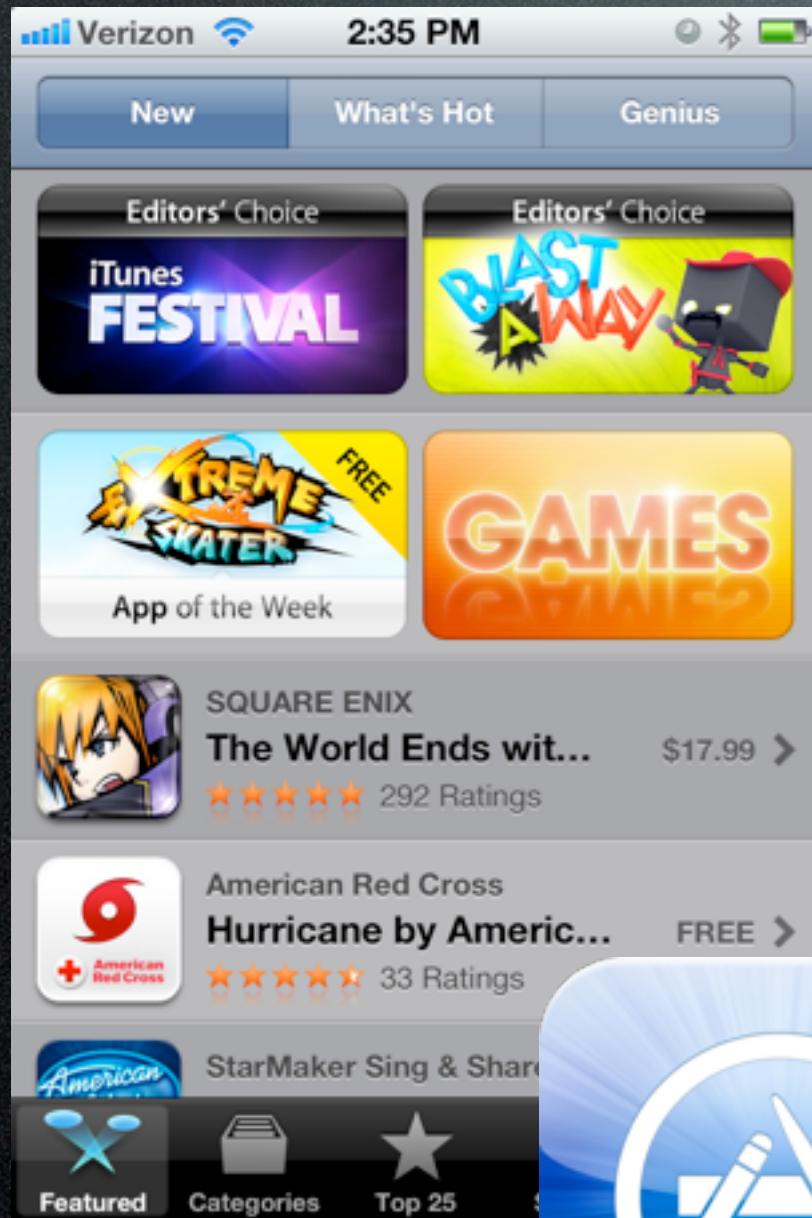 Verizon 2:35 PM
New What's Hot Genius
Editors' Choice
iTunes
FESTIVAL
Editors' Choice
BLAST
A WAY
EXTREME
SKATER
FREE
App of the Week
GAMES
SQUARE ENIX
The World Ends wit... $17.99
292 Ratings
American
Red Cross
American Red Cross
Hurricane by Americ... FREE
33 Ratings
American
StarMaker Sing & Share
Featured Categories Top 25